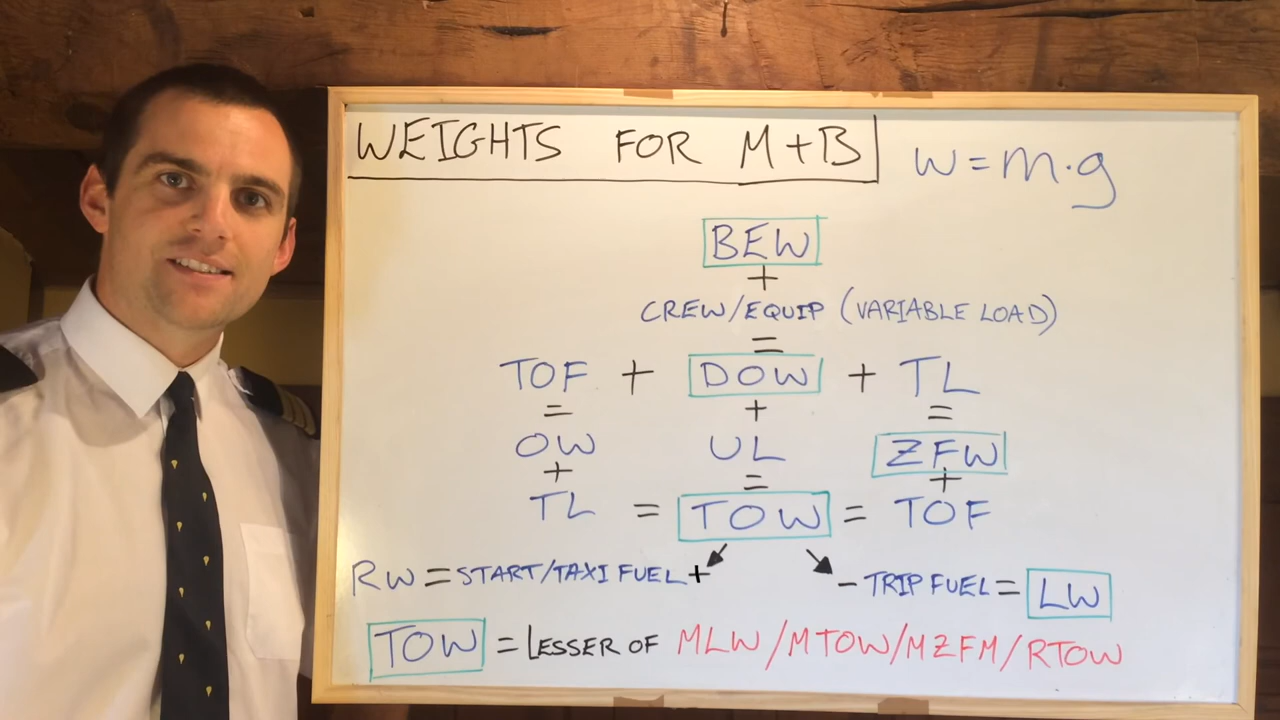 WEIGHTS FOR M+B W=m·g
BEW
+
CREW/EQUIP (VARIABLE LOAD)
=
TOF + DOW + TL
= + =
OW UL ZFW
+ = +
TL = TOW = TOF
RW = START/TAXI FUEL + - TRIP FUEL = LW
TOW = LESSER OF MLW/MTOW/MZFM/RTOW